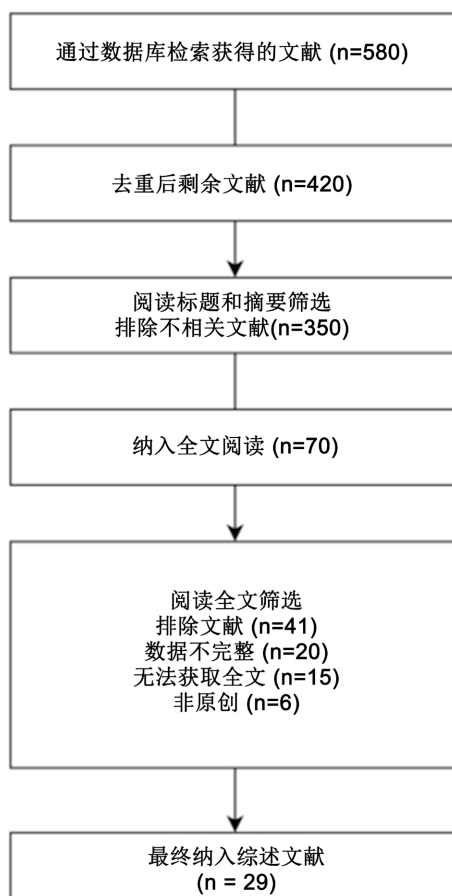 通过数据库检索获得的文献 (n=580)
去重后剩余文献 (n=420)
阅读标题和摘要筛选
排除不相关文献(n=350)
纳入全文阅读 (n=70)
阅读全文筛选
排除文献 (n=41)
数据不完整 (n=20)
无法获取全文 (n=15)
非原创 (n=6)
最终纳入综述文献
(n = 29)